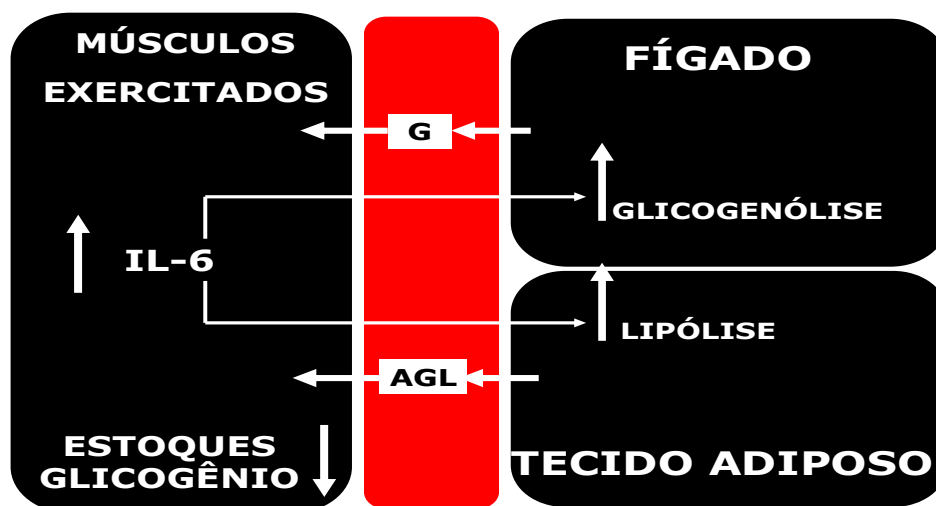 MÚSCULOS
EXERCITADOS
FÍGADO
G
GLICOGENÓLISE
IL–6
LIPÓLISE
AGL
ESTOQUES
GLICOGÊNIO
TECIDO ADIPOSO